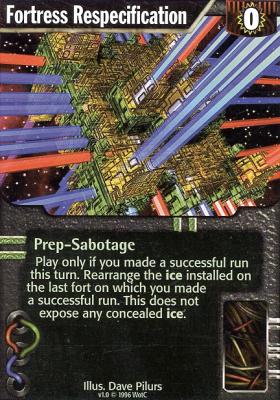 Fortress Respecification
0
Prep-Sabotage
Play only if you made a successful run
this turn. Rearrange the ice installed on
the last fort on which you made
a successful run. This does not
expose any concealed ice.
Illus. Dave Pilurs
v1.0 © 1996 WotC